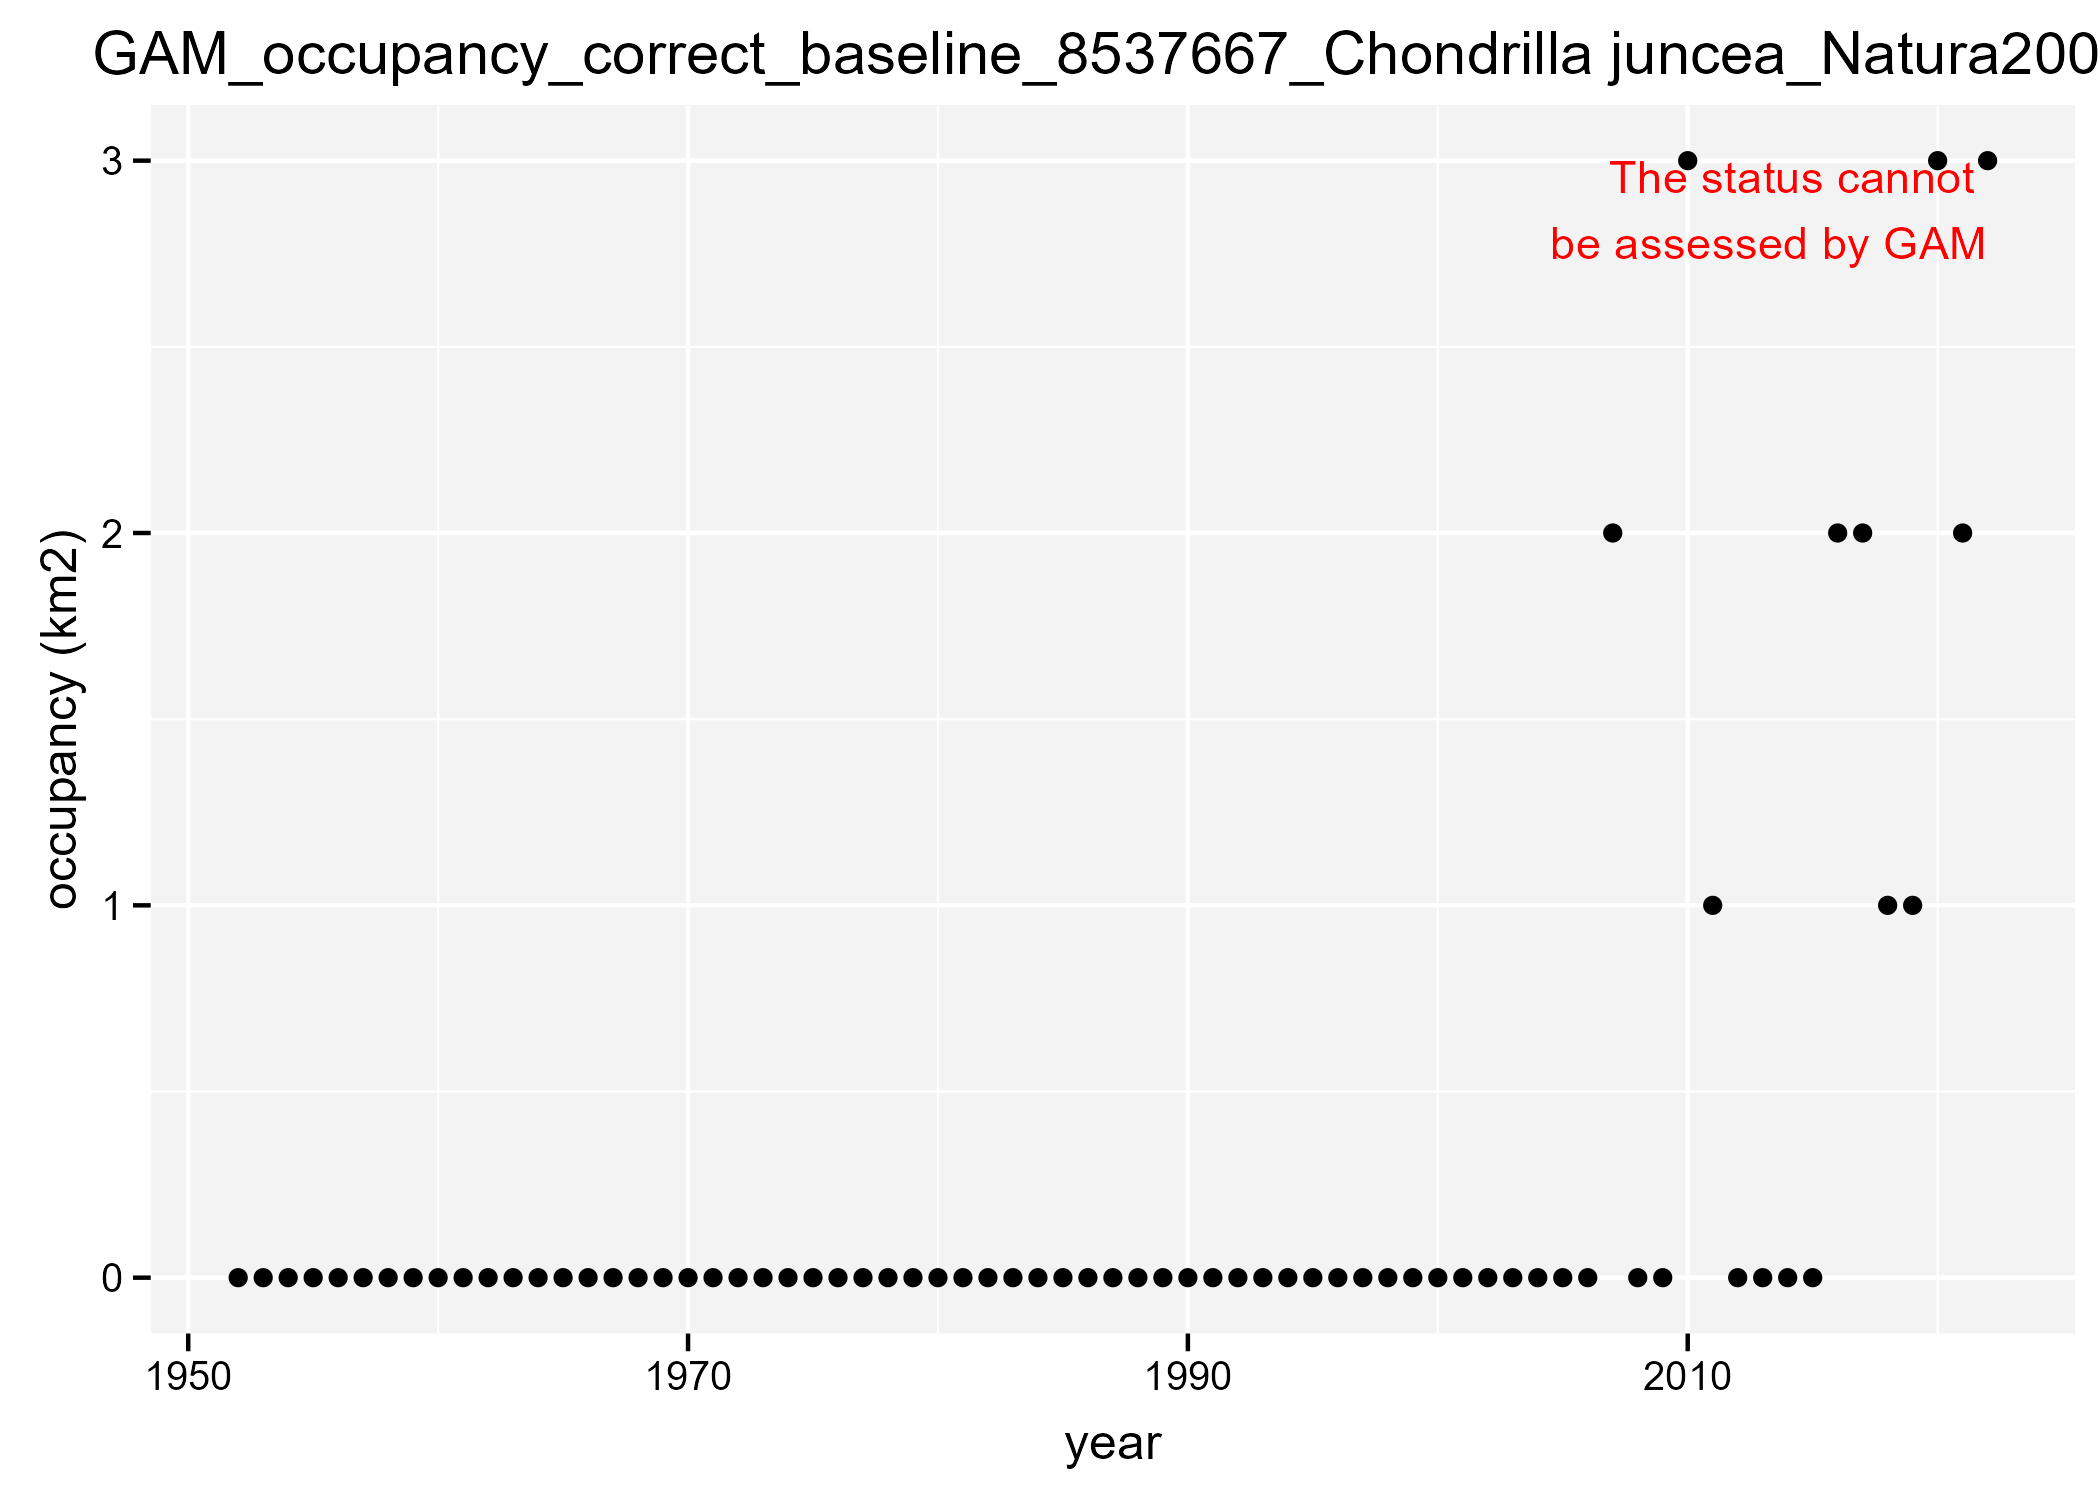 GAM_occupancy_correct_baseline_8537667_Chondrilla juncea_Natura200
3
The status cannot
be assessed by GAM
2
occupancy (km2)
1
0
1950 1970 1990 2010
year